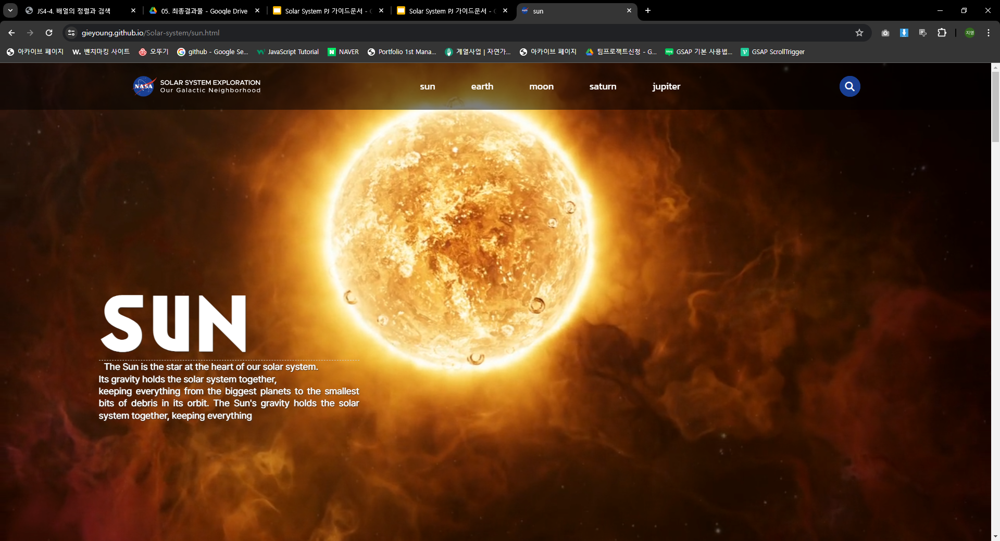 JS4-4. 배열의 정렬과 검색
05. 최종결과물 - Google Drive
Solar System PJ 가이드문서 -
Solar System PJ 가이드문서 -
sun
gieyoung.github.io/Solar-system/sun.html
지영
아카이브 페이지
W. 벤치마킹 사이트
오뚜기
github - Google Se...
JavaScript Tutorial
N NAVER
Portfolio 1st Mana...
계열사업 | 자연가...
아카이브 페이지
팀프로젝트신청 - G...
blog GSAP 기본 사용법...
V GSAP ScrollTrigger
NASA
SOLAR SYSTEM EXPLORATION
Our Galactic Neighborhood
sun earth moon saturn jupiter
SUN
The Sun is the star at the heart of our solar system.
Its gravity holds the solar system together,
keeping everything from the biggest planets to the smallest
bits of debris in its orbit. The Sun's gravity holds the solar
system together, keeping everything